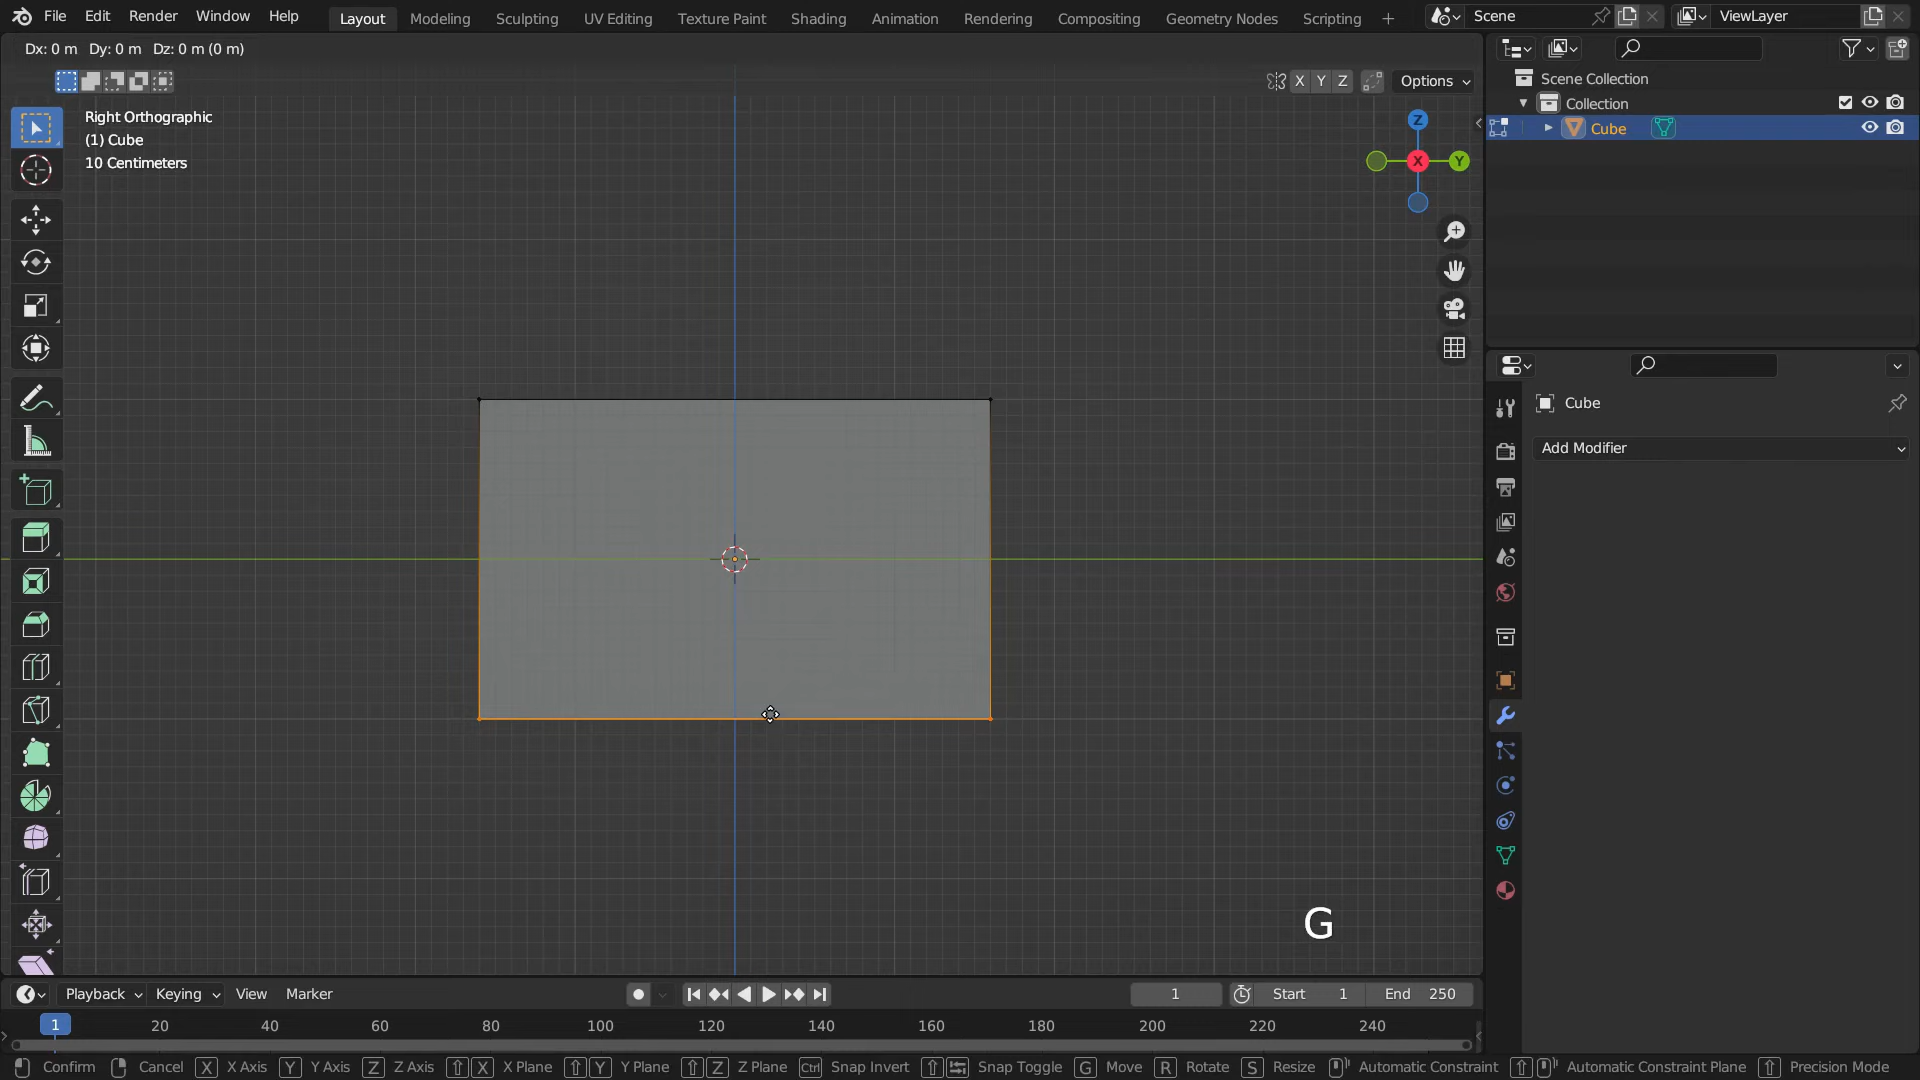 File Edit Render Window Help
Layout Modeling Sculpting UV Editing Texture Paint Shading Animation Rendering Compositing Geometry Nodes Scripting +
Scene
ViewLayer
Dx: 0 m Dy: 0 m Dz: 0 m (0 m)
X Y Z Options
Right Orthographic
(1) Cube
10 Centimeters
Z
X
Y
Scene Collection
Collection
Cube
Cube
Add Modifier
G
Playback Keying View Marker
1
Start 1
End 250
1 20 40 60 80 100 120 140 160 180 200 220 240
Confirm Cancel X X Axis Y Y Axis Z Z Axis X X Plane Y Y Plane Z Z Plane Ctrl Snap Invert Snap Toggle G Move R Rotate S Resize Automatic Constraint Automatic Constraint Plane Precision Mode